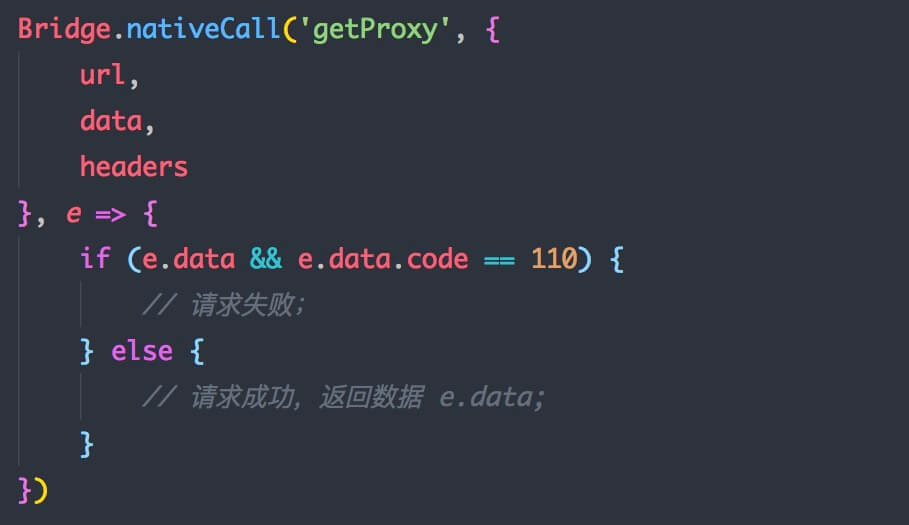 Bridge.nativeCall('getProxy', {
    url,
    data,
    headers
}, e => {
    if (e.data && e.data.code == 110) {
        // 请求失败；
    } else {
        // 请求成功，返回数据 e.data;
    }
})